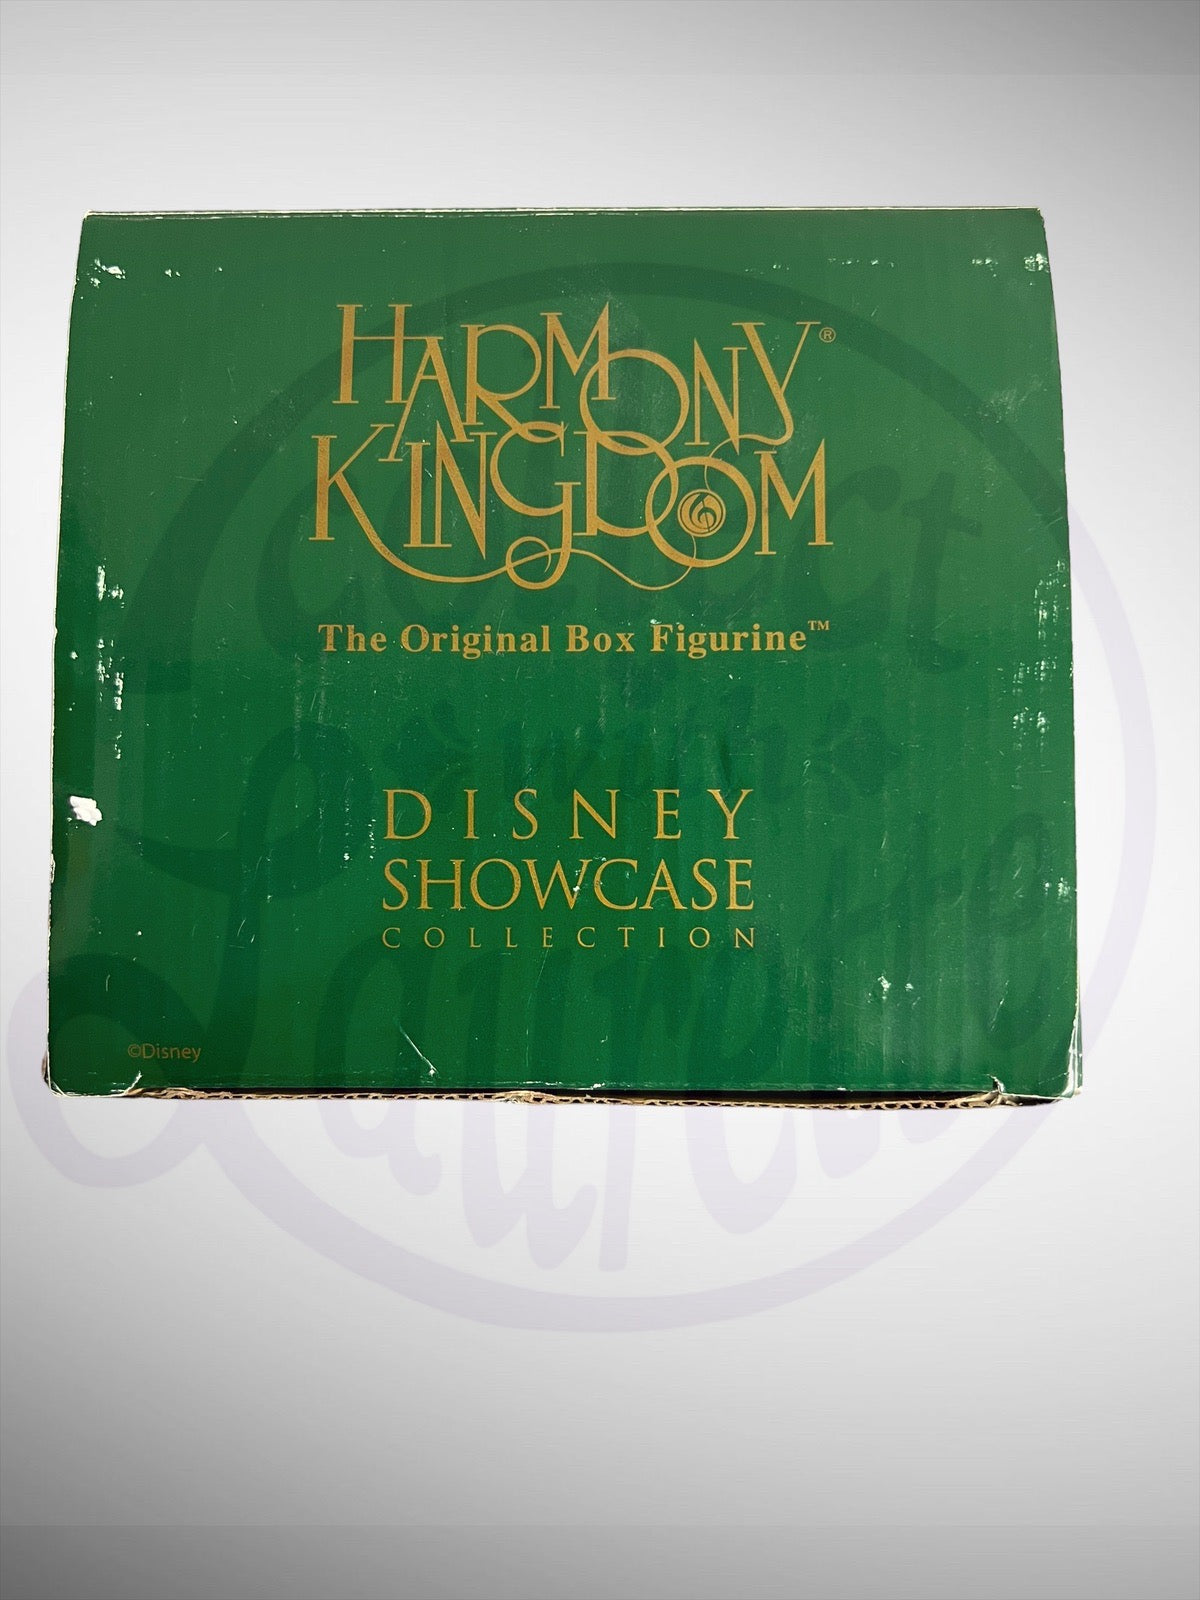 HARMONY®
KINGDOM
The Original Box Figurine™
DISNEY
SHOWCASE
COLLECTION
©Disney